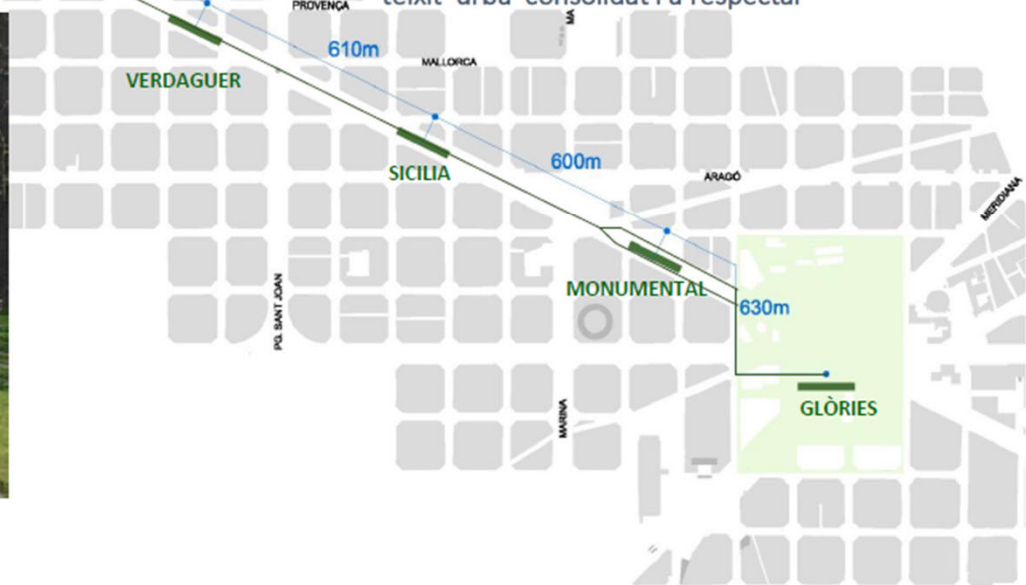 teixit urbà consolidat i a respectar
PROVENÇA
MA
610m
MALLORCA
VERDAGUER
SICILIA
600m
ARAGÓ
MERIDIANA
MONUMENTAL
630m
PG. SANT JOAN
GLÒRIES
MARINA